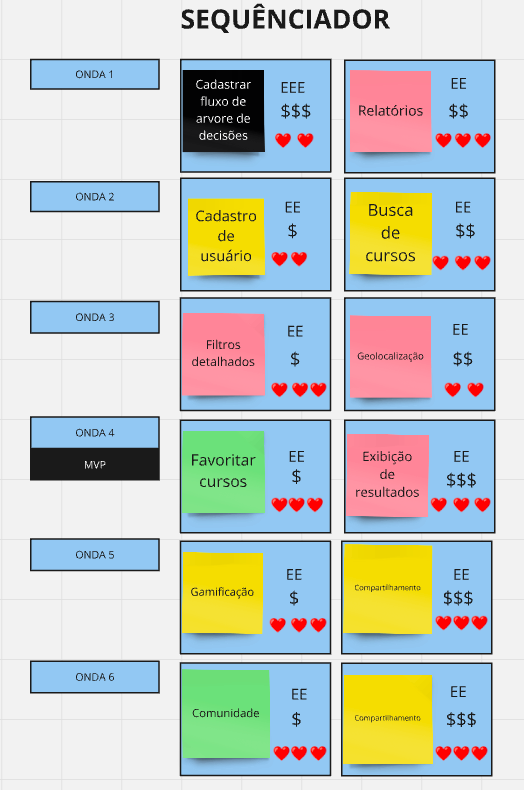 SEQUÊNCIADOR
ONDA 1
Cadastrar
fluxo de
arvore de
decisões
EEE
$$$
❤️ ❤️
Relatórios
EE
$$
❤️ ❤️ ❤️
ONDA 2
Cadastro
de
usuário
EE
$
❤️ ❤️
Busca
de
cursos
EE
$$
❤️ ❤️ ❤️
ONDA 3
Filtros
detalhados
EE
$
❤️ ❤️ ❤️
Geolocalização
EE
$$
❤️ ❤️
ONDA 4
MVP
Favoritar
cursos
EE
$
❤️ ❤️ ❤️
Exibição
de
resultados
EE
$$$
❤️ ❤️ ❤️
ONDA 5
Gamificação
EE
$
❤️ ❤️ ❤️
Compartilhamento
EE
$$$
❤️ ❤️ ❤️
ONDA 6
Comunidade
EE
$
❤️ ❤️ ❤️
Compartilhamento
EE
$$$
❤️ ❤️ ❤️